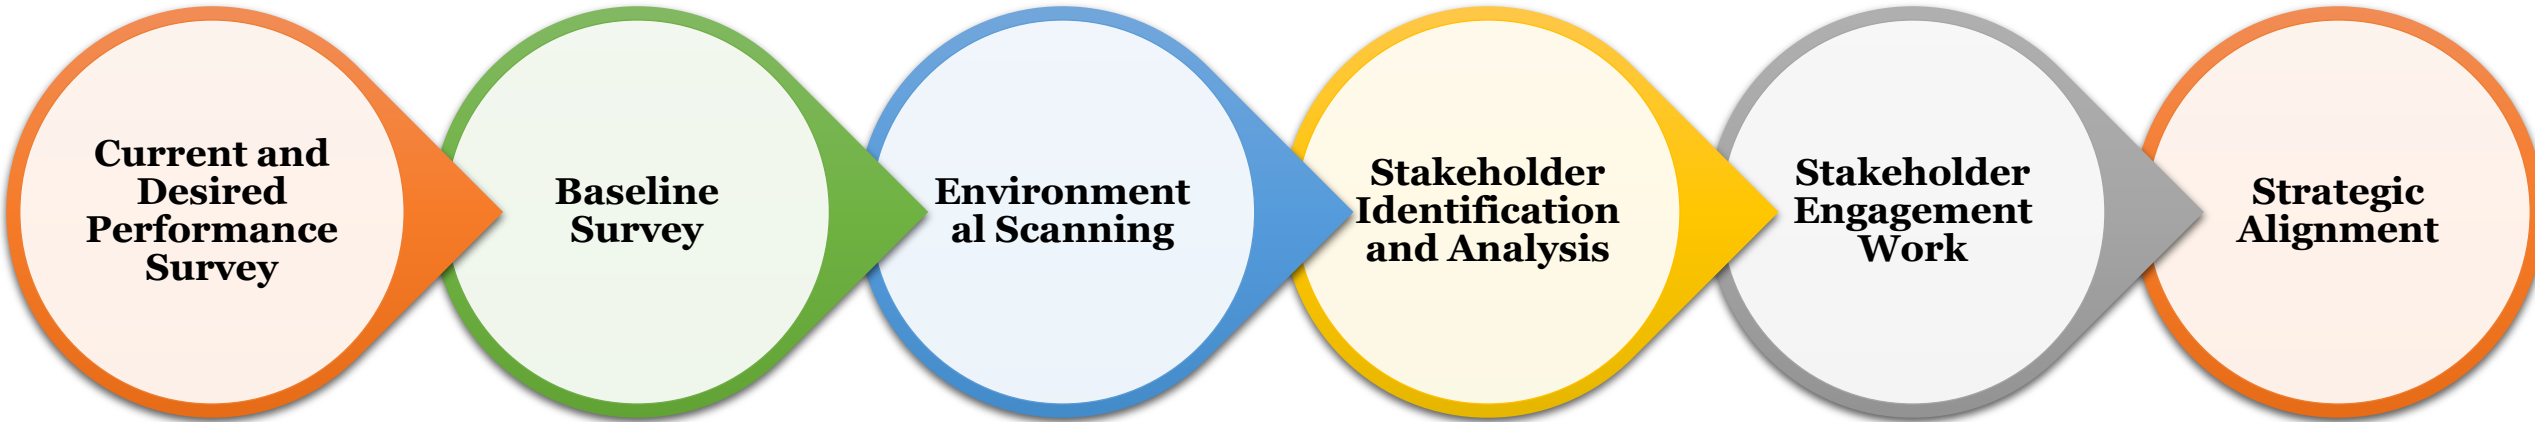 Current and
Desired
Performance
Survey
Baseline
Survey
Environment
al Scanning
Stakeholder
Identification
and Analysis
Stakeholder
Engagement
Work
Strategic
Alignment